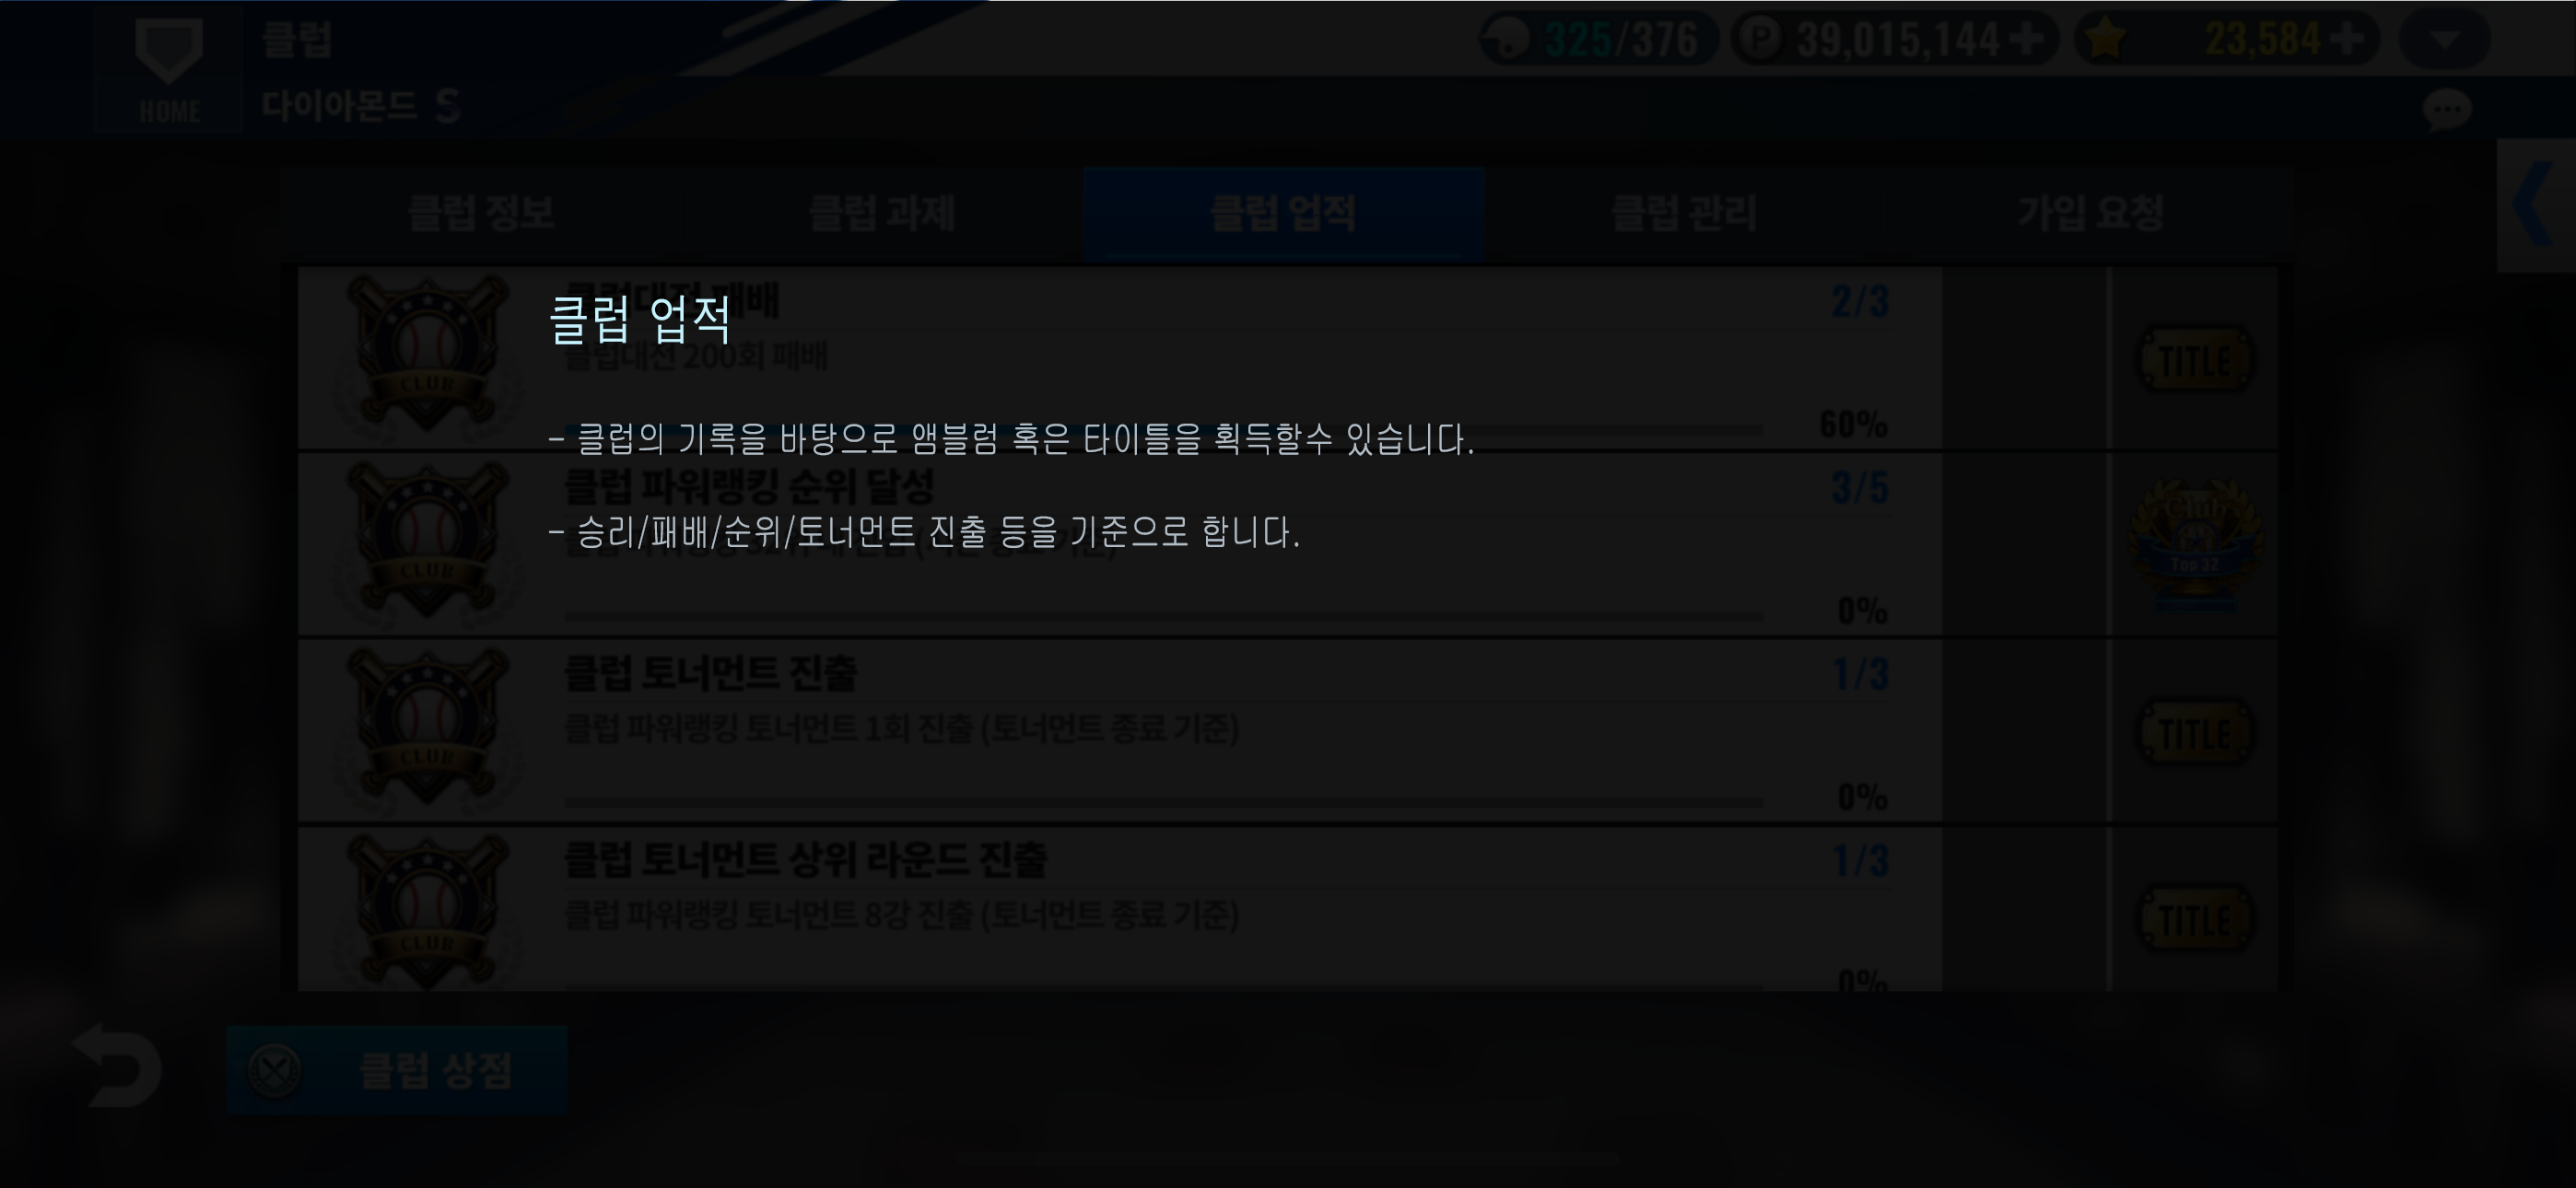 클럽
325/376
39,015,144
23,584
HOME
다이아몬드 S
클럽 정보
클럽 과제
클럽 업적
클럽 관리
가입 요청
클럽대전 패배
2/3
클럽 업적
클럽대전 200회 패배
TITLE
CLUB
60%
- 클럽의 기록을 바탕으로 앰블럼 혹은 타이틀을 획득할수 있습니다.
클럽 파워랭킹 순위 달성
3/5
Club
- 승리/패배/순위/토너먼트 진출 등을 기준으로 합니다.
Top 32
CLUB
0%
클럽 토너먼트 진출
1/3
클럽 파워랭킹 토너먼트 1회 진출 (토너먼트 종료 기준)
TITLE
CLUB
0%
클럽 토너먼트 상위 라운드 진출
1/3
클럽 파워랭킹 토너먼트 8강 진출 (토너먼트 종료 기준)
TITLE
CLUB
0%
클럽 상점